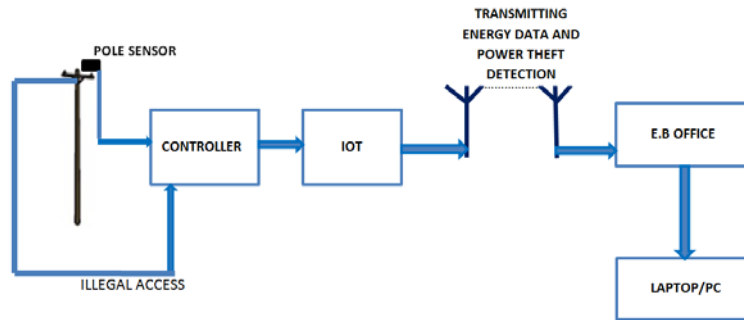 TRANSMITTING
ENERGY DATA AND
POWER THEFT
DETECTION
POLE SENSOR
CONTROLLER
IOT
E.B OFFICE
ILLEGAL ACCESS
LAPTOP/PC